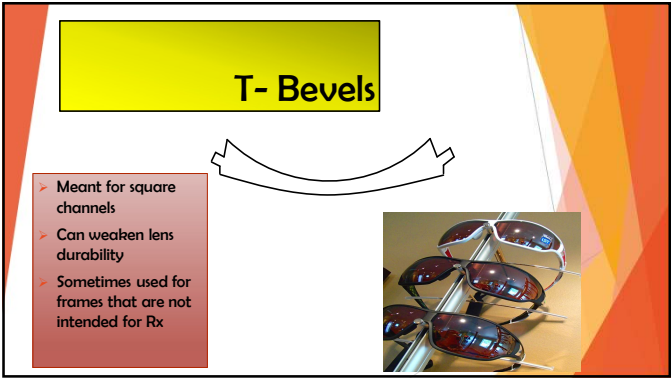 T- Bevels
Meant for square
channels
Can weaken lens
durability
Sometimes used for
frames that are not
intended for Rx